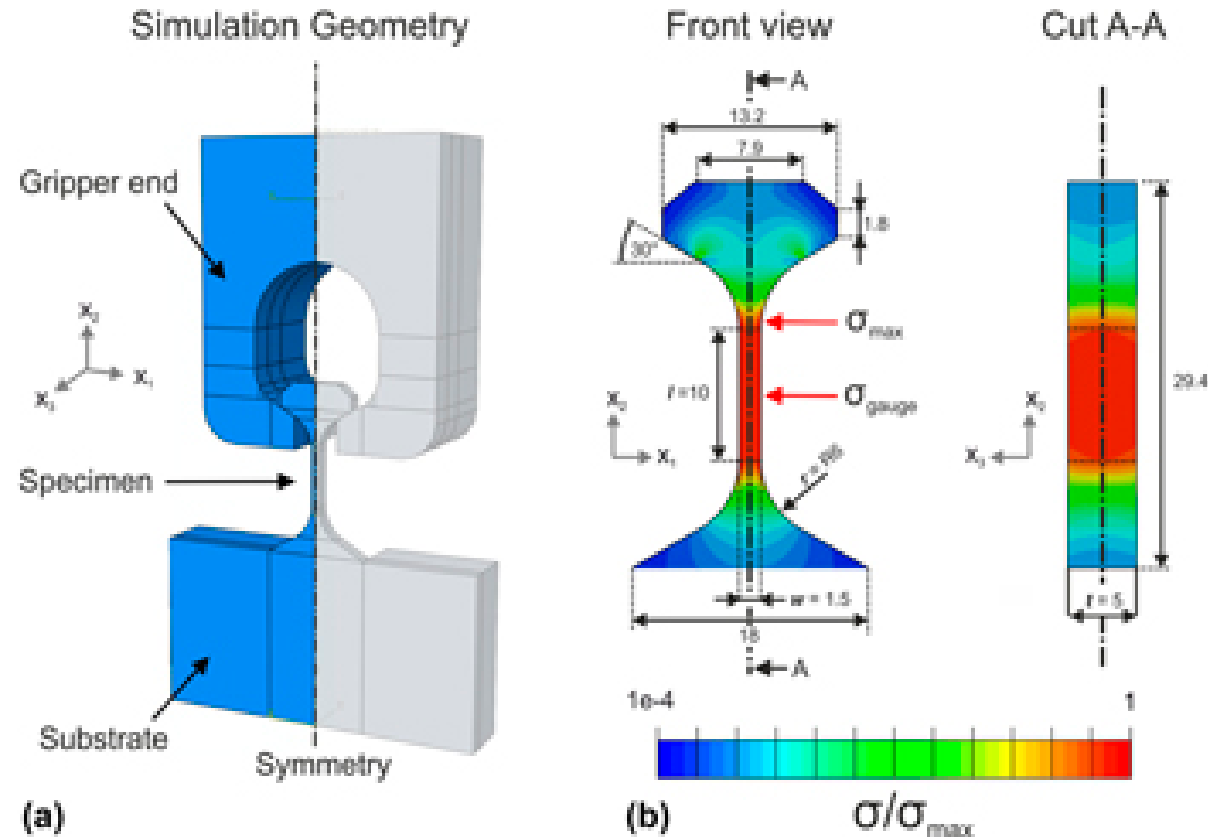 Simulation Geometry
Gripper end
x₂
x₁
x₃
Specimen
Substrate
Symmetry
(a)
Front view
Cut A-A
A
13.2
7.9
1.8
30°
σmax
l=10
σgauge
x₂
x₁
x₂
x₃
29.4
w = 1.5
18
t = 5
A
1e-4
1
(b)
σ/σmax